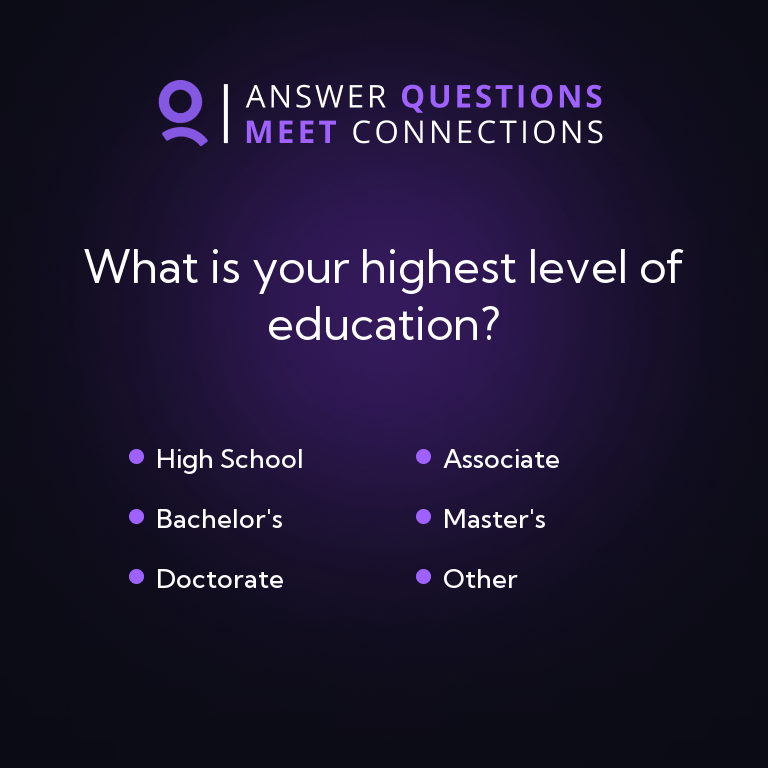 ANSWER QUESTIONS
MEET CONNECTIONS
What is your highest level of
education?
High School
Associate
Bachelor's
Master's
Doctorate
Other